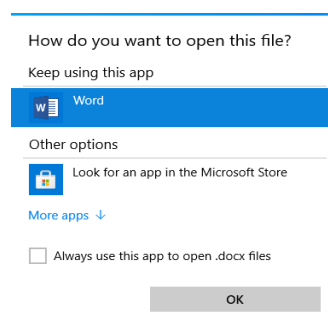 How do you want to open this file?
Keep using this app
Word
Other options
Look for an app in the Microsoft Store
More apps ↓
Always use this app to open .docx files
OK